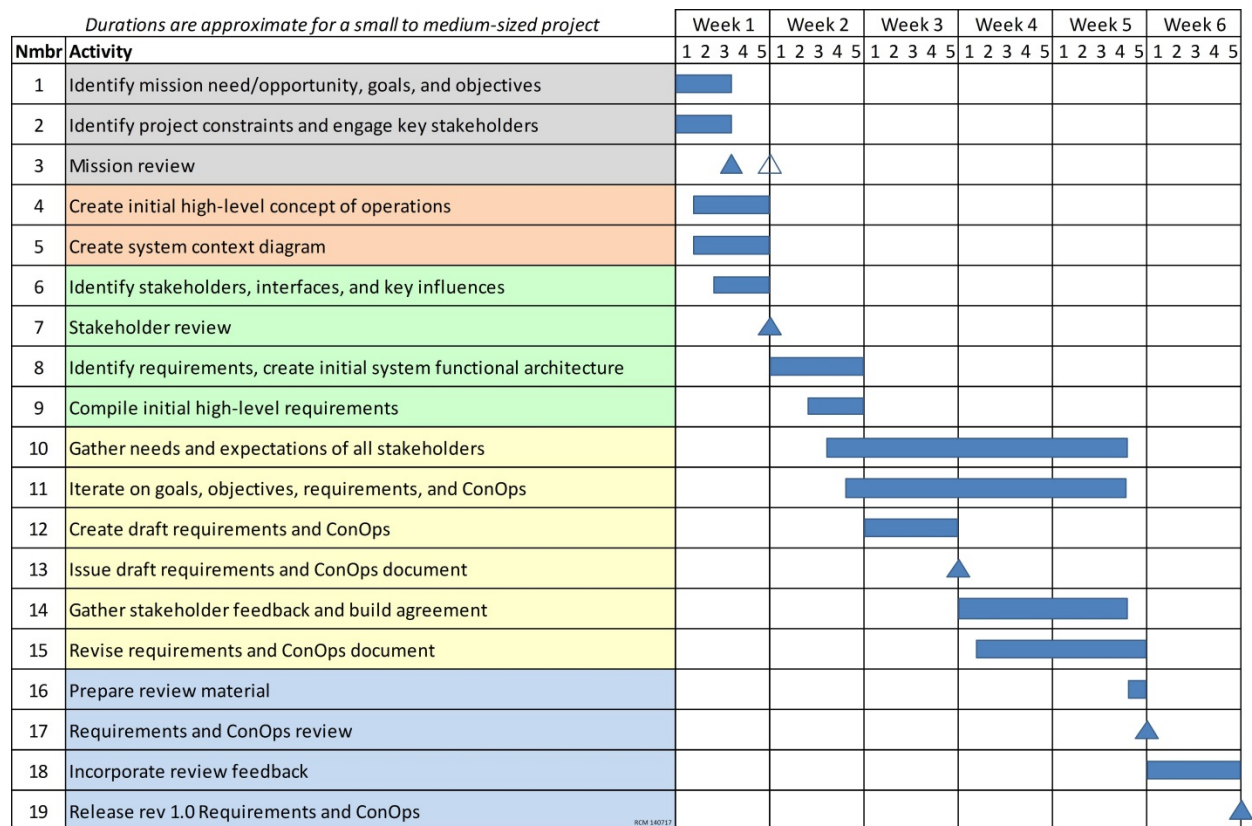 Durations are approximate for a small to medium-sized project
Week 1 Week 2 Week 3 Week 4 Week 5 Week 6
Nmbr Activity 1 2 3 4 5 1 2 3 4 5 1 2 3 4 5 1 2 3 4 5 1 2 3 4 5 1 2 3 4 5
1 Identify mission need/opportunity, goals, and objectives
2 Identify project constraints and engage key stakeholders
3 Mission review
4 Create initial high-level concept of operations
5 Create system context diagram
6 Identify stakeholders, interfaces, and key influences
7 Stakeholder review
8 Identify requirements, create initial system functional architecture
9 Compile initial high-level requirements
10 Gather needs and expectations of all stakeholders
11 Iterate on goals, objectives, requirements, and ConOps
12 Create draft requirements and ConOps
13 Issue draft requirements and ConOps document
14 Gather stakeholder feedback and build agreement
15 Revise requirements and ConOps document
16 Prepare review material
17 Requirements and ConOps review
18 Incorporate review feedback
19 Release rev 1.0 Requirements and ConOps
RCM 140717